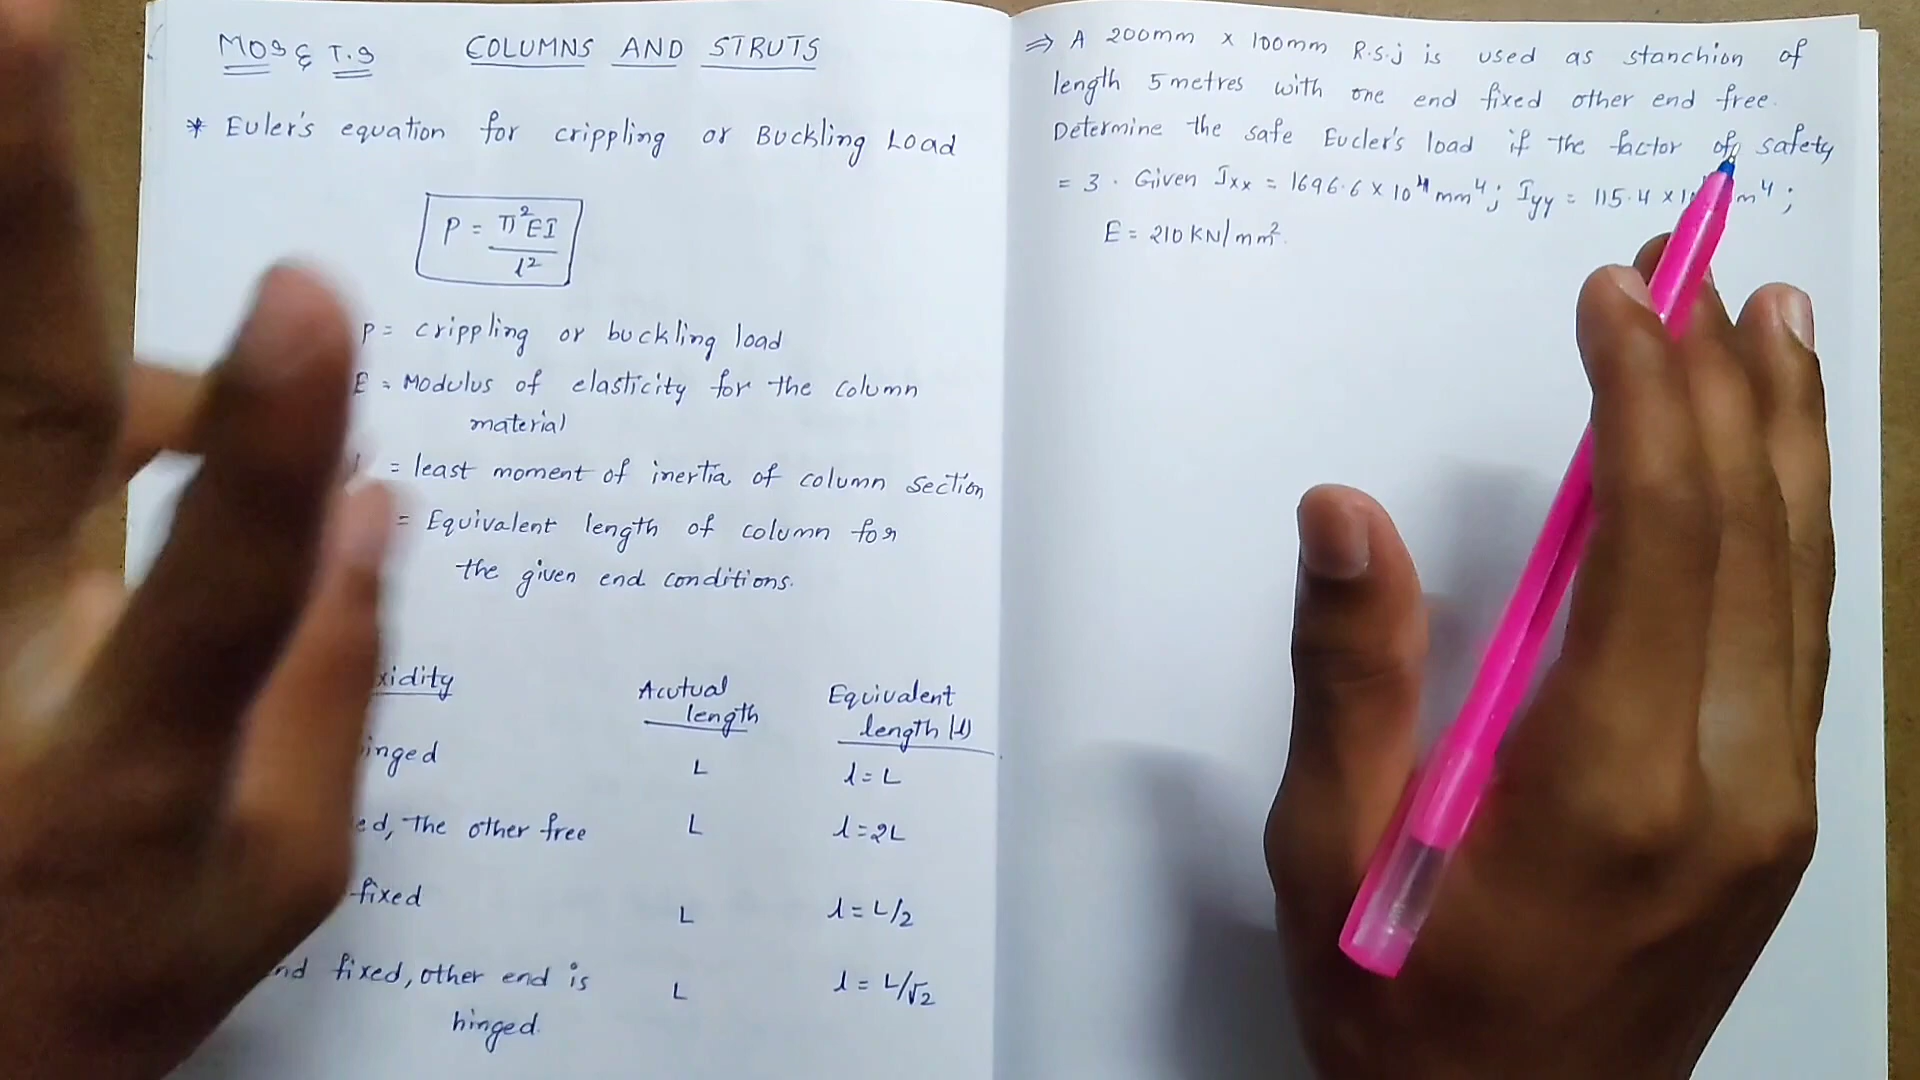 MOS & T.S COLUMNS AND STRUTS
* Euler's equation for crippling or Buckling Load
P = π²EI / l²
P = crippling or buckling load
E = Modulus of elasticity for the column
material
= least moment of inertia of column section
= Equivalent length of column for
the given end conditions.
Acutual length Equivalent length (l)
L l = L
the other free L l = 2L
fixed L l = L/2
fixed, other end is L l = L/√2
hinged.
⇒ A 200mm x 100mm R.S.j is used as stanchion of
length 5 metres with one end fixed other end free.
Determine the safe Eucler's load if the factor of safety
= 3. Given Ixx = 1696.6 x 10⁴ mm⁴; Iyy = 115.4 x
E = 210 KN/mm².